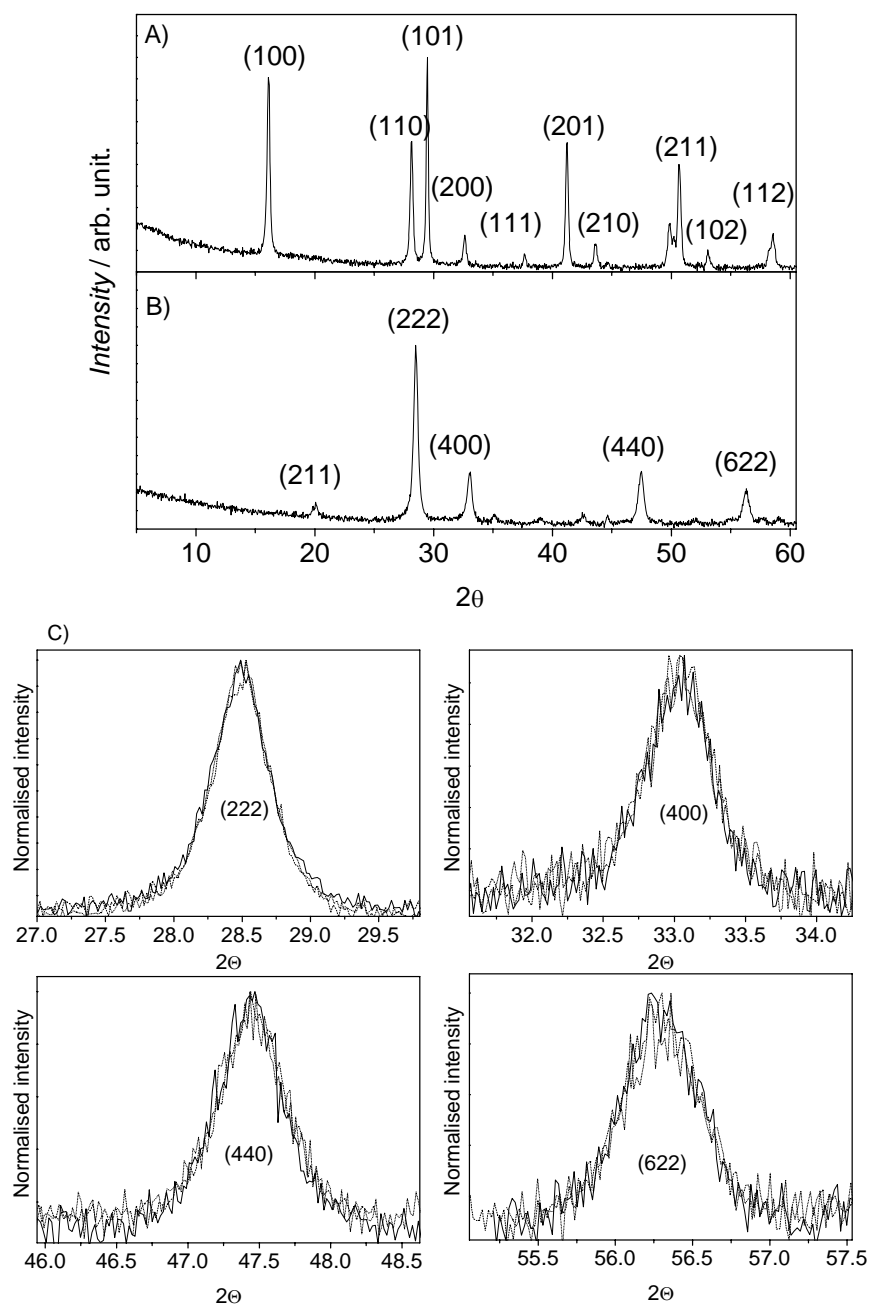 A)
(100)
(101)
(110)
(200)
(111)
(201)
(210)
(211)
(102)
(112)
Intensity / arb. unit.
B)
(211)
(222)
(400)
(440)
(622)
10 20 30 40 50 60
2θ
C)
Normalised intensity
(222)
27.0 27.5 28.0 28.5 29.0 29.5
2Θ
Normalised intensity
(400)
32.0 32.5 33.0 33.5 34.0
2Θ
Normalised intensity
(440)
46.0 46.5 47.0 47.5 48.0 48.5
2Θ
Normalised intensity
(622)
55.5 56.0 56.5 57.0 57.5
2Θ